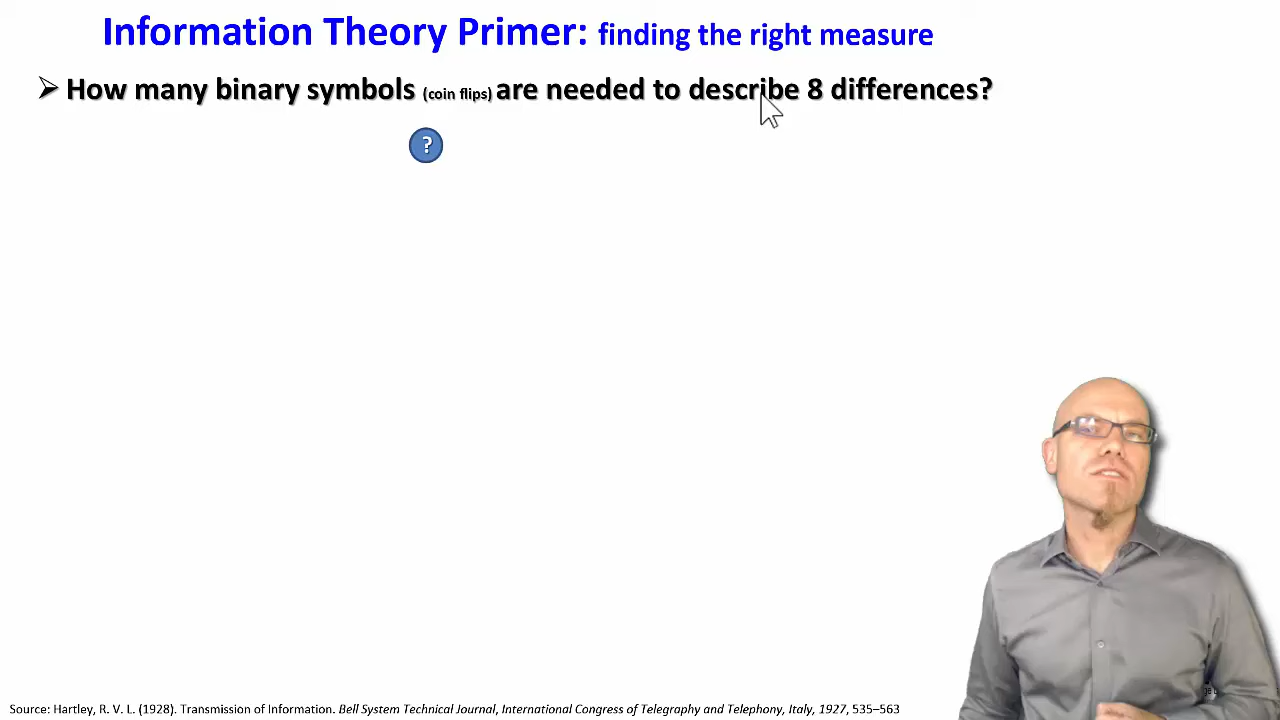 Information Theory Primer: finding the right measure
➢ How many binary symbols (coin flips) are needed to describe 8 differences?
?
Source: Hartley, R. V. L. (1928). Transmission of Information. Bell System Technical Journal, International Congress of Telegraphy and Telephony, Italy, 1927, 535–563